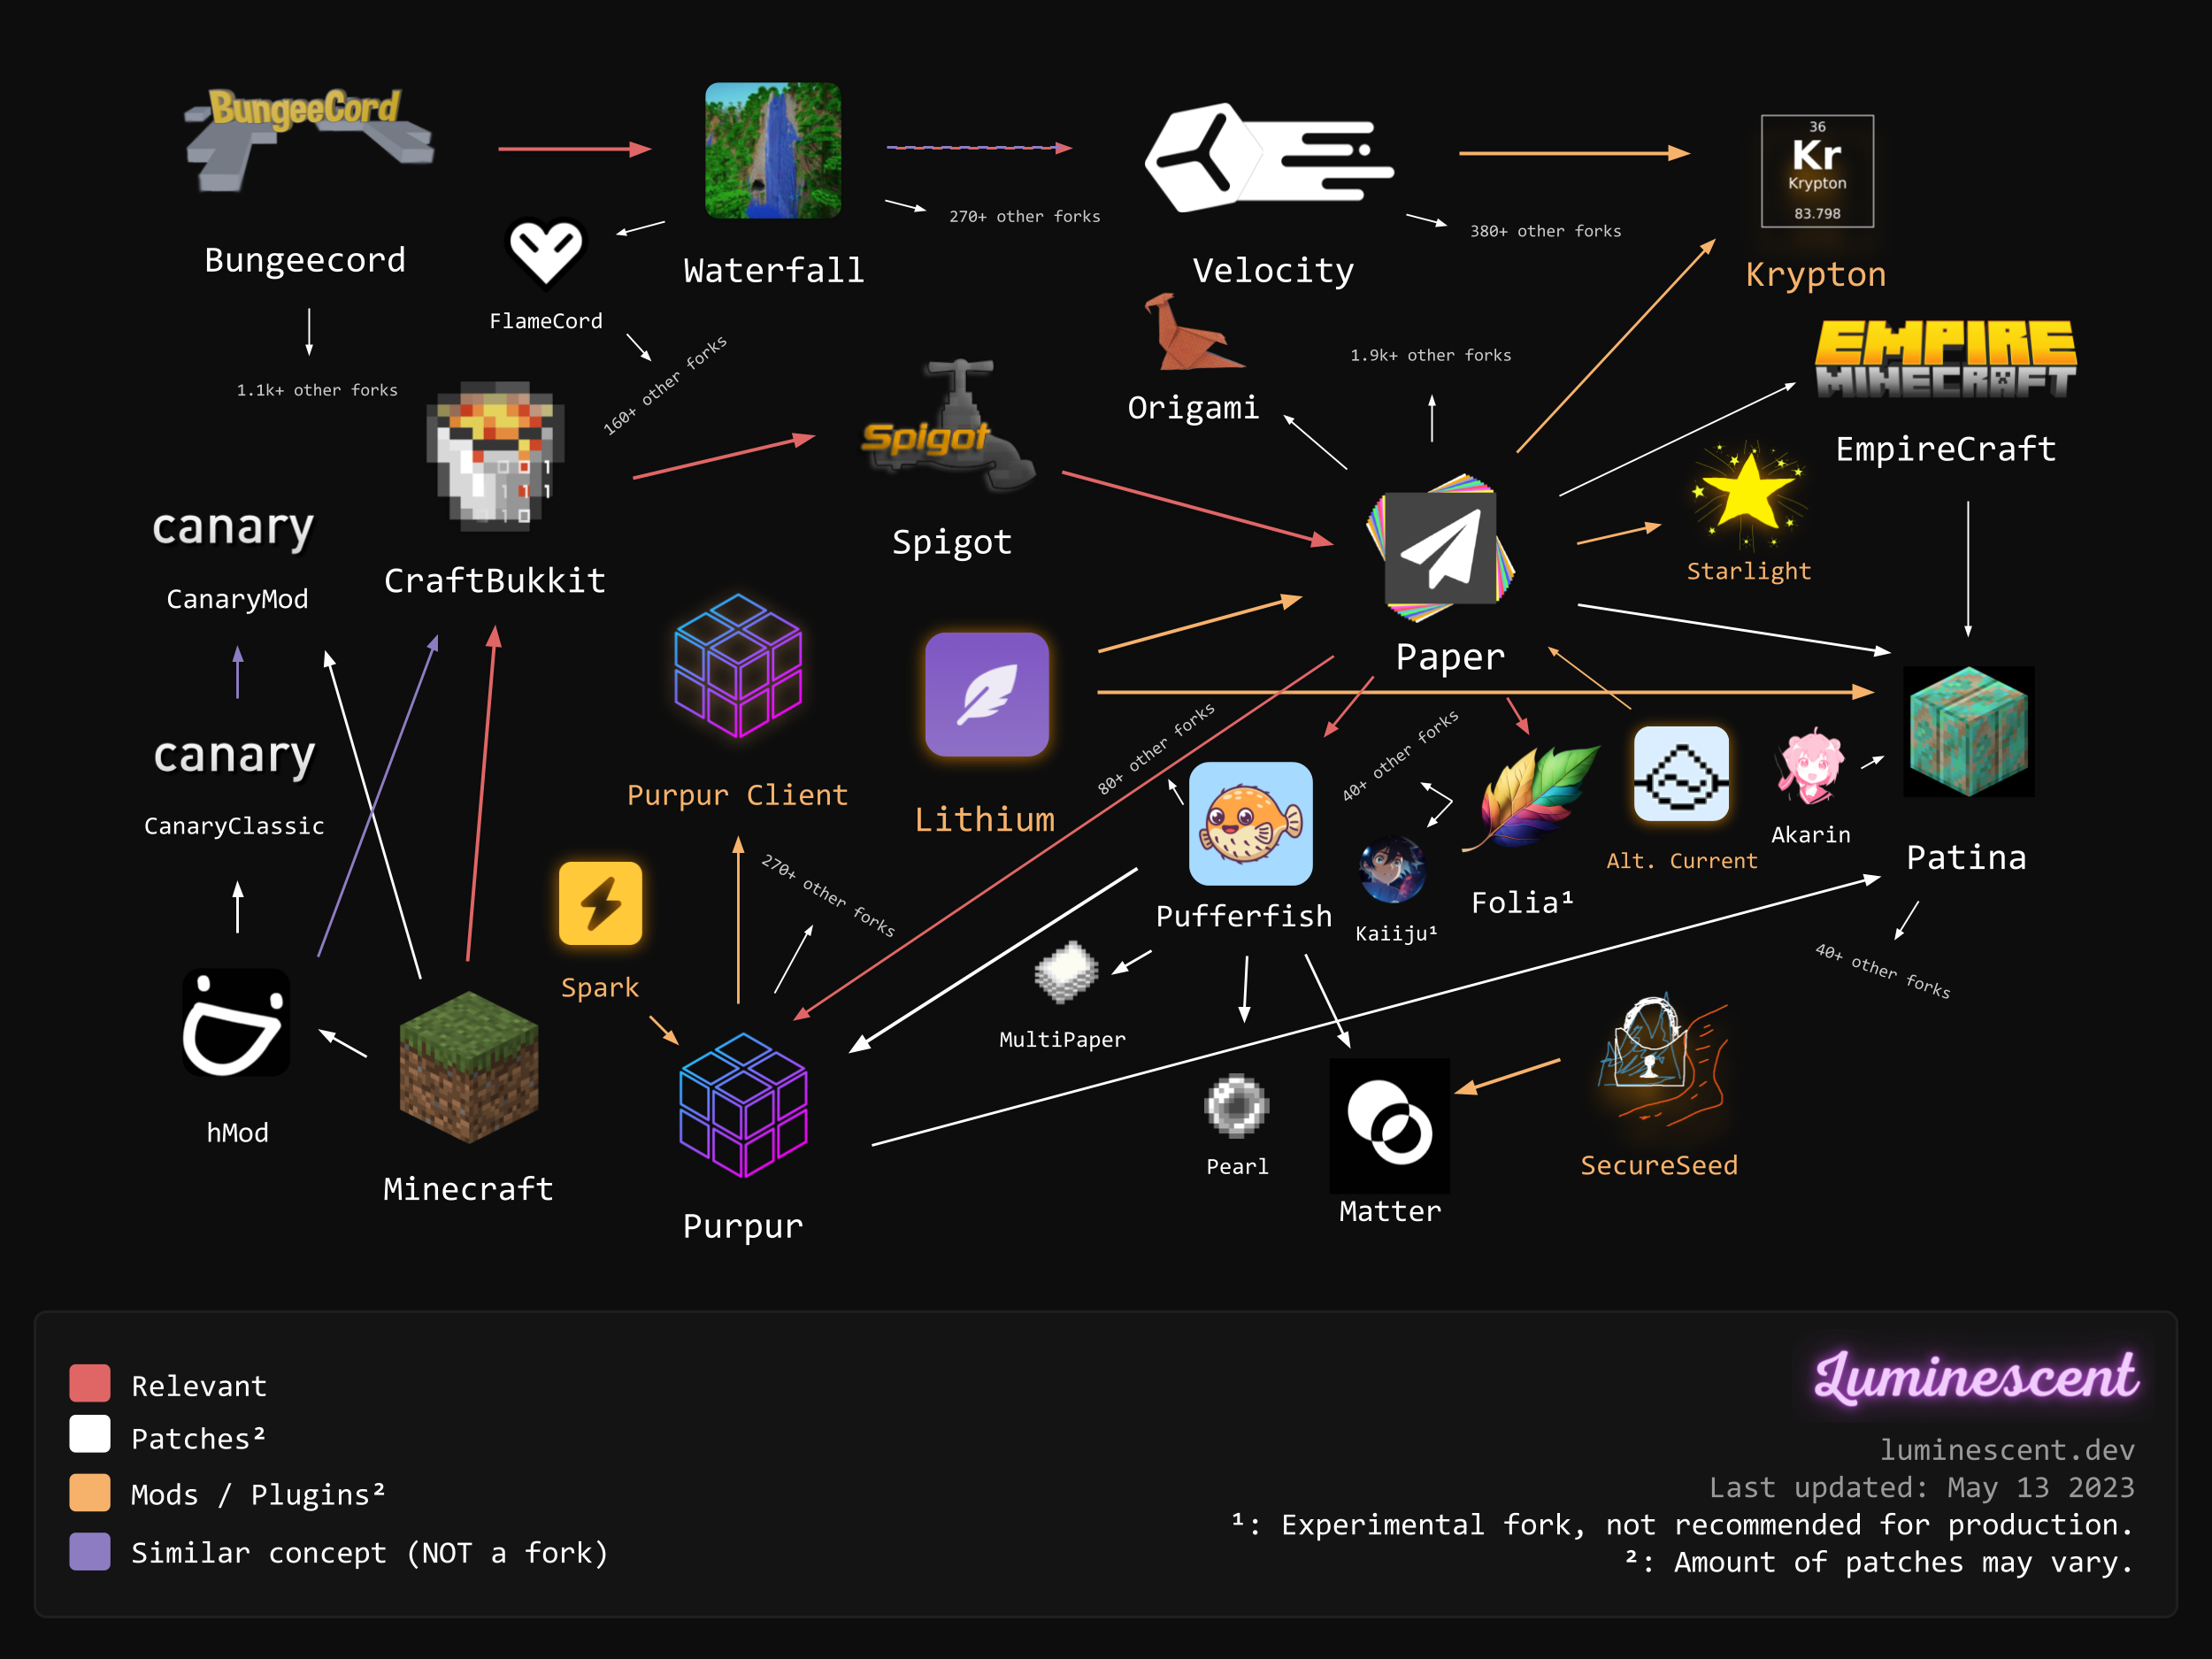 BungeeCord
Bungeecord
1.1k+ other forks
Waterfall
270+ other forks
FlameCord
160+ other forks
Velocity
380+ other forks
36
Kr
Krypton
83.798
Krypton
Origami
1.9k+ other forks
EMPIRE
MINECRAFT
EmpireCraft
Spigot
Spigot
CraftBukkit
canary
CanaryMod
Starlight
Paper
canary
CanaryClassic
Purpur Client
Lithium
80+ other forks
40+ other forks
Alt. Current
Akarin
Patina
270+ other forks
Pufferfish
Kaiiju¹
Folia¹
40+ other forks
Spark
MultiPaper
hMod
Minecraft
Purpur
Pearl
Matter
SecureSeed
Relevant
Patches²
Mods / Plugins²
Similar concept (NOT a fork)
Luminescent
luminescent.dev
Last updated: May 13 2023
¹: Experimental fork, not recommended for production.
²: Amount of patches may vary.